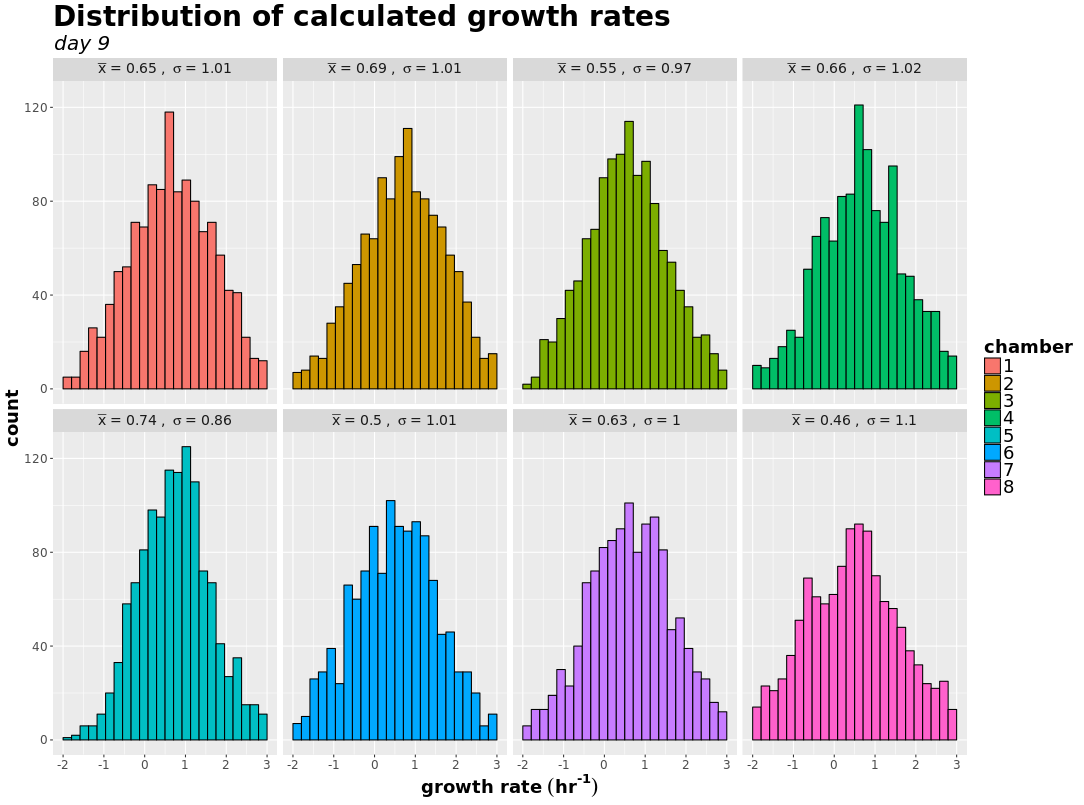 Distribution of calculated growth rates
day 9
x̅ = 0.65 , σ = 1.01
x̅ = 0.69 , σ = 1.01
x̅ = 0.55 , σ = 0.97
x̅ = 0.66 , σ = 1.02
120
80
40
0
count
x̅ = 0.74 , σ = 0.86
x̅ = 0.5 , σ = 1.01
x̅ = 0.63 , σ = 1
x̅ = 0.46 , σ = 1.1
120
80
40
0
-2 -1 0 1 2 3
-2 -1 0 1 2 3
-2 -1 0 1 2 3
-2 -1 0 1 2 3
growth rate (hr⁻¹)
chamber
1
2
3
4
5
6
7
8